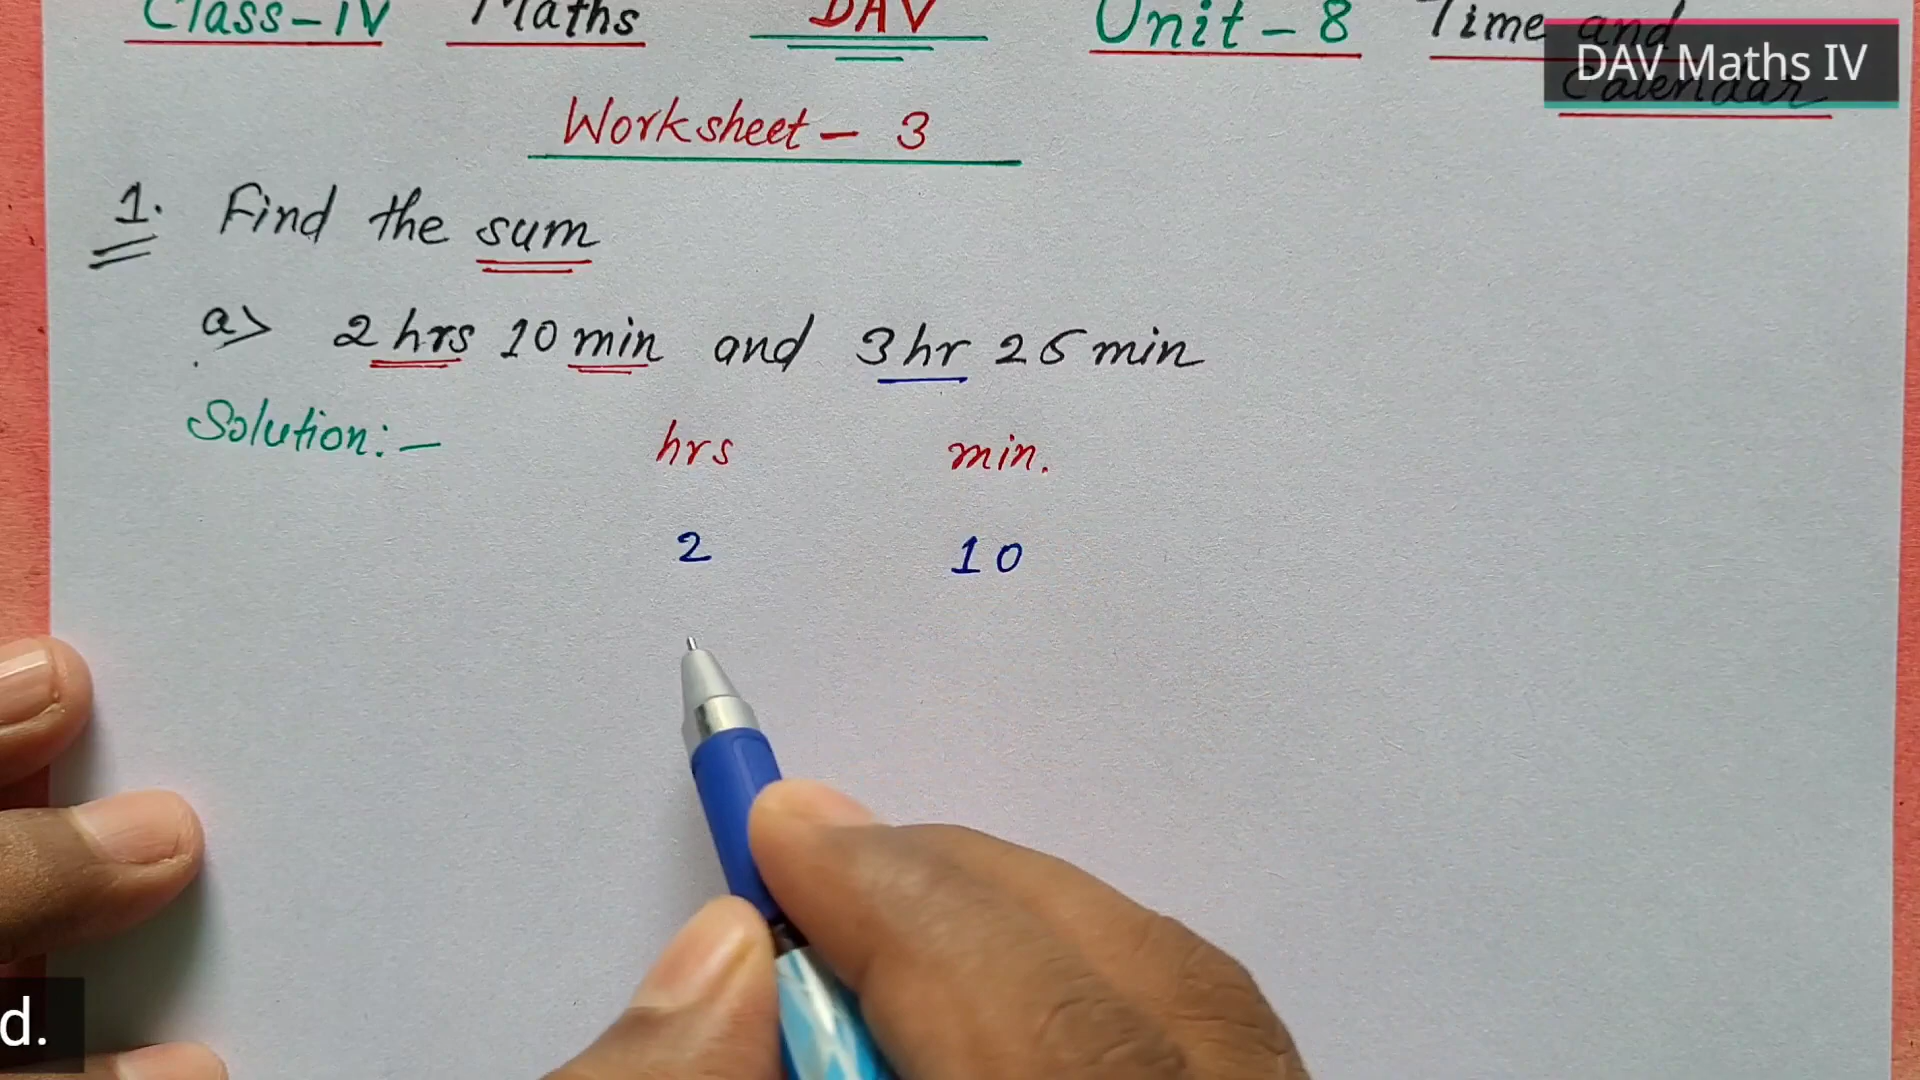 Class-IV Maths DAV Unit-8 Time and
Calendar
DAV Maths IV
Worksheet - 3
1. Find the sum
a> 2 hrs 10 min and 3 hr 25 min
Solution:-
hrs min.
2 10
d.